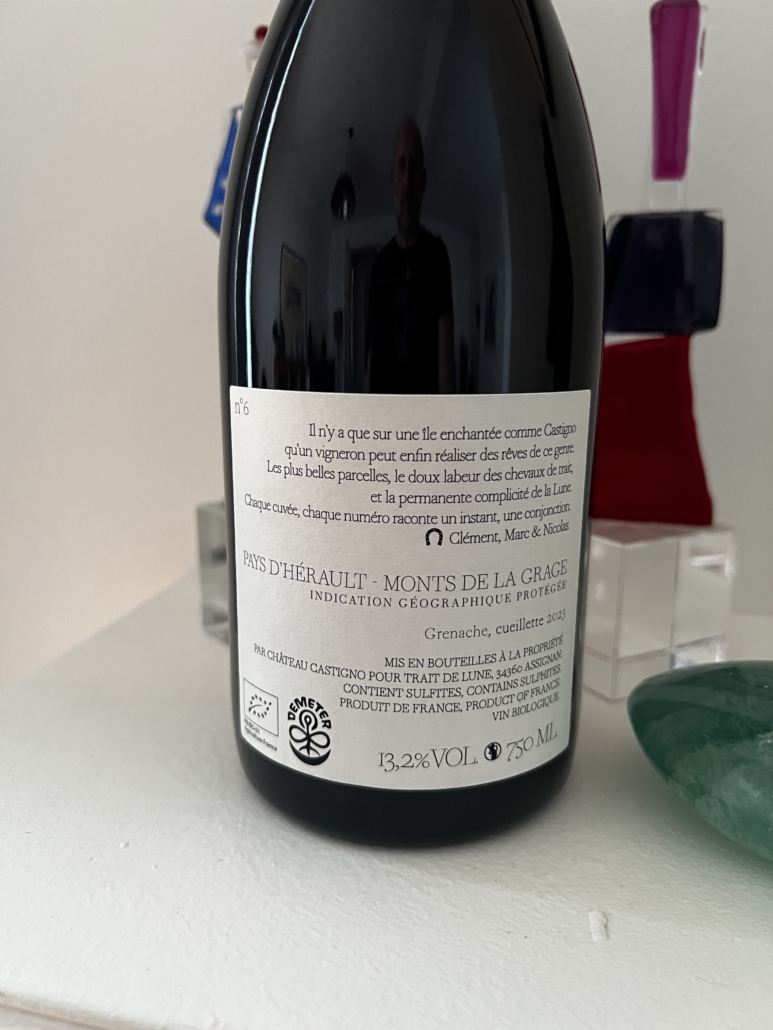 n°6
Il n'y a que sur une île enchantée comme Castigno
qu'un vigneron peut enfin réaliser des rêves de ce genre.
Les plus belles parcelles, le doux labeur des chevaux de trait,
et la permanente complicité de la Lune.
Chaque cuvée, chaque numéro raconte un instant, une conjonction.
Clément, Marc & Nicolas
PAYS D'HÉRAULT - MONTS DE LA GRAGE
INDICATION GÉOGRAPHIQUE PROTÉGÉE
Grenache, cueillette 2023
MIS EN BOUTEILLES À LA PROPRIÉTÉ
PAR CHÂTEAU CASTIGNO POUR TRAIT DE LUNE, 34360 ASSIGNAN
CONTIENT SULFITES, CONTAINS SULPHITES
PRODUIT DE FRANCE, PRODUCT OF FRANCE
VIN BIOLOGIQUE
DEMETER
Agriculture France
13,2% VOL. 750 ML